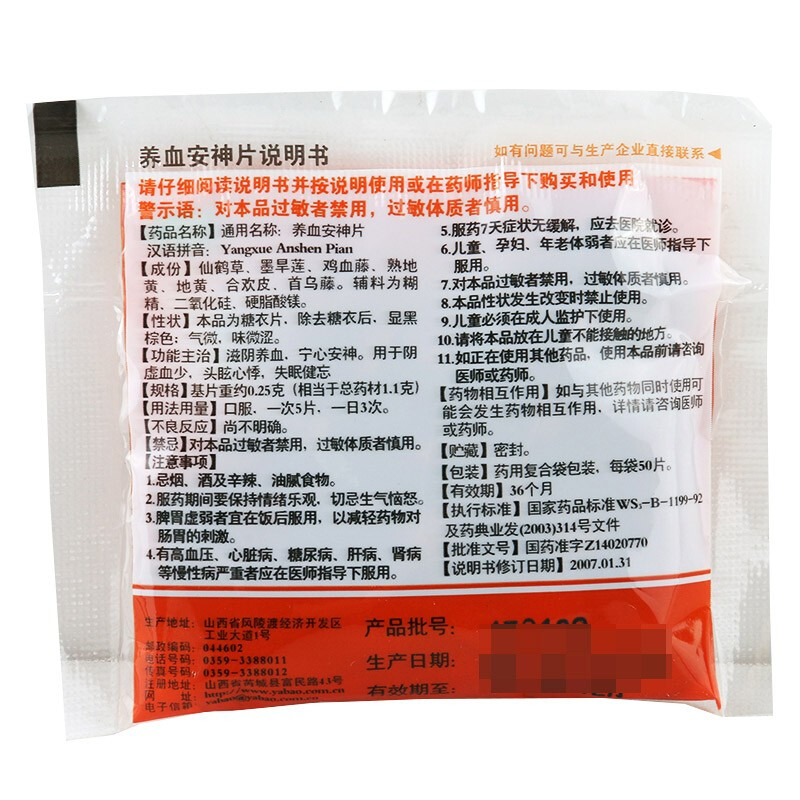 养血安神片说明书
如有问题可与生产企业直接联系
请仔细阅读说明书并按说明使用或在药师指导下购买和使用
警示语：对本品过敏者禁用，过敏体质者慎用。
【药品名称】通用名称：养血安神片
汉语拼音：Yangxue Anshen Pian
【成份】仙鹤草、墨旱莲、鸡血藤、熟地
黄、地黄、合欢皮、首乌藤。辅料为糊
精、二氧化硅、硬脂酸镁。
【性状】本品为糖衣片，除去糖衣后，显黑
棕色：气微，味微涩。
【功能主治】滋阴养血，宁心安神。用于阴
虚血少，头眩心悸，失眠健忘
【规格】基片重约0.25克（相当于总药材1.1克）
【用法用量】口服，一次5片，一日3次。
【不良反应】尚不明确。
【禁忌】对本品过敏者禁用，过敏体质者慎用。
【注意事项】
1.忌烟、酒及辛辣、油腻食物。
2.服药期间要保持情绪乐观，切忌生气恼怒。
3.脾胃虚弱者宜在饭后服用，以减轻药物对
肠胃的刺激。
4.有高血压、心脏病、糖尿病、肝病、肾病
等慢性病严重者应在医师指导下服用。
5.服药7天症状无缓解，应去医院就诊。
6.儿童、孕妇、年老体弱者应在医师指导下
服用。
7.对本品过敏者禁用，过敏体质者慎用。
8.本品性状发生改变时禁止使用。
9.儿童必须在成人监护下使用。
10.请将本品放在儿童不能接触的地方。
11.如正在使用其他药品，使用本品前请咨询
医师或药师。
【药物相互作用】如与其他药物同时使用可
能会发生药物相互作用，详情请咨询医师
或药师。
【贮藏】密封。
【包装】药用复合袋包装，每袋50片。
【有效期】36个月
【执行标准】国家药品标准WS₃-B-1199-92
及药典业发(2003)314号文件
【批准文号】国药准字Z14020770
【说明书修订日期】2007.01.31
生产地址：山西省风陵渡经济开发区
工业大道1号
邮政编码：044602
电话号码：0359-3388011
传真号码：0359-3388012
注册地址：山西省芮城县富民路43号
网 址：http://www.yabao.com.cn
电子信箱：yabao@yabao.com.cn
产品批号：
生产日期：
有效期至：